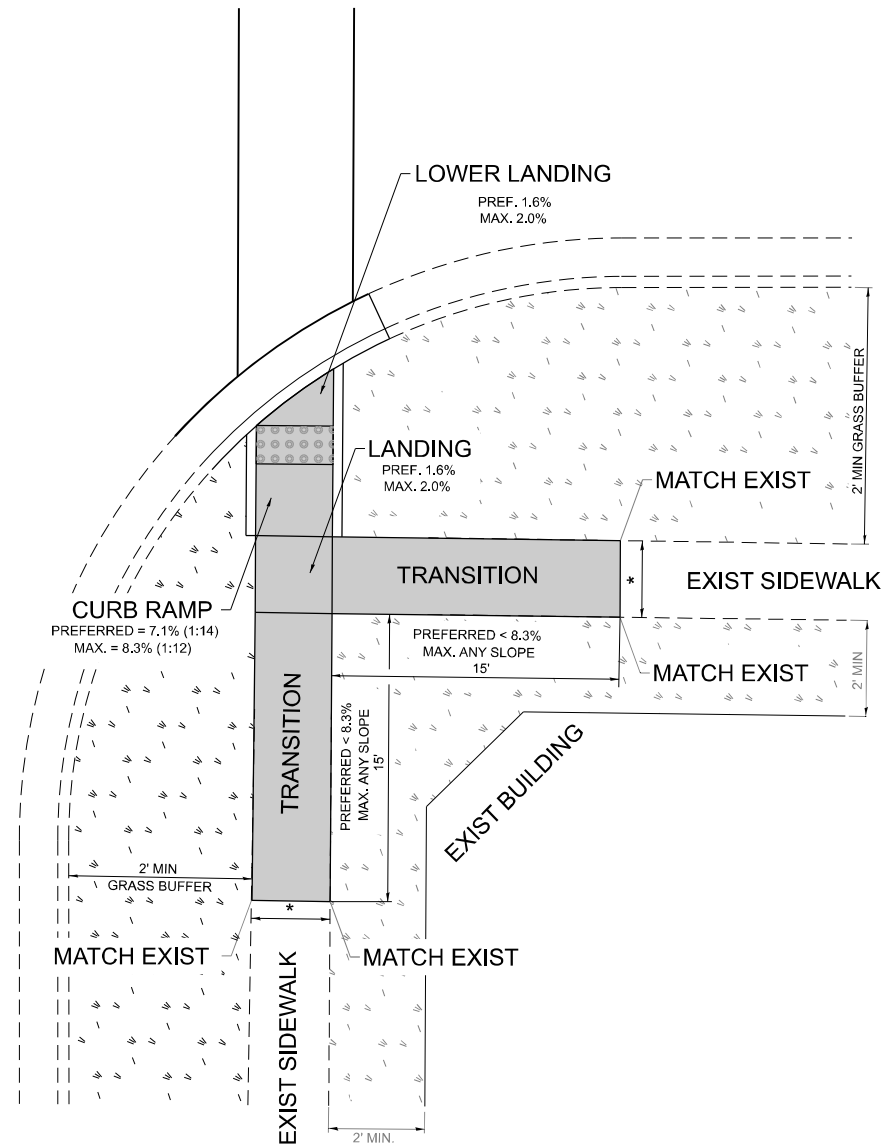 LOWER LANDING
PREF. 1.6%
MAX. 2.0%
2' MIN GRASS BUFFER
LANDING
PREF. 1.6%
MAX. 2.0%
MATCH EXIST
TRANSITION
*
EXIST SIDEWALK
CURB RAMP
PREFERRED = 7.1% (1:14)
MAX. = 8.3% (1:12)
PREFERRED < 8.3%
MAX. ANY SLOPE
15'
MATCH EXIST
2' MIN
TRANSITION
PREFERRED < 8.3%
MAX. ANY SLOPE
15'
EXIST BUILDING
2' MIN
GRASS BUFFER
*
MATCH EXIST
MATCH EXIST
EXIST SIDEWALK
2' MIN.